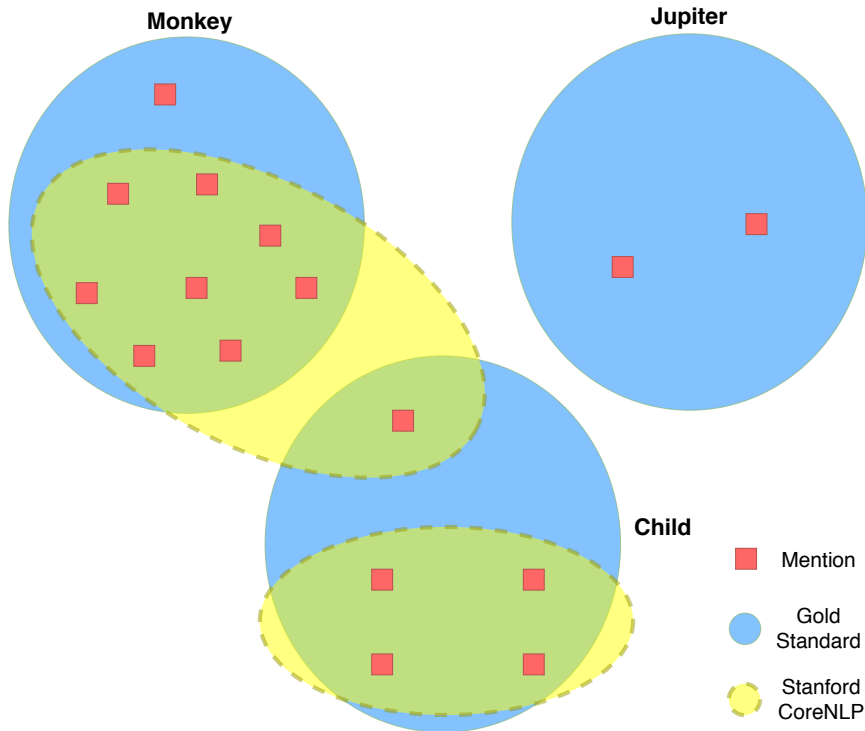 Monkey
Jupiter
Child
Mention
Gold
Standard
Stanford
CoreNLP